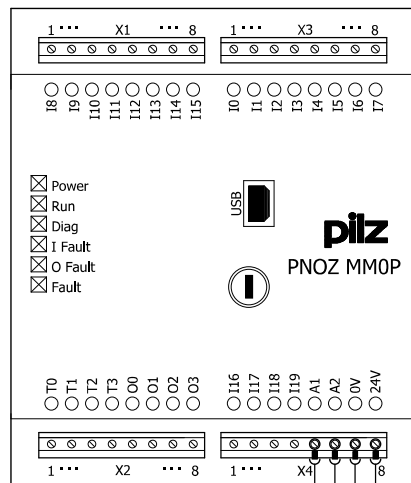 1 ··· X1 ··· 8 1 ··· X3 ··· 8
I8 I9 I10 I11 I12 I13 I14 I15 I0 I1 I2 I3 I4 I5 I6 I7
Power
Run
Diag
I Fault
O Fault
Fault
USB
pilz
PNOZ MM0P
T0 T1 T2 T3 O0 O1 O2 O3 I16 I17 I18 I19 A1 A2 0V 24V
1 ··· X2 ··· 8 1 ··· X4 8